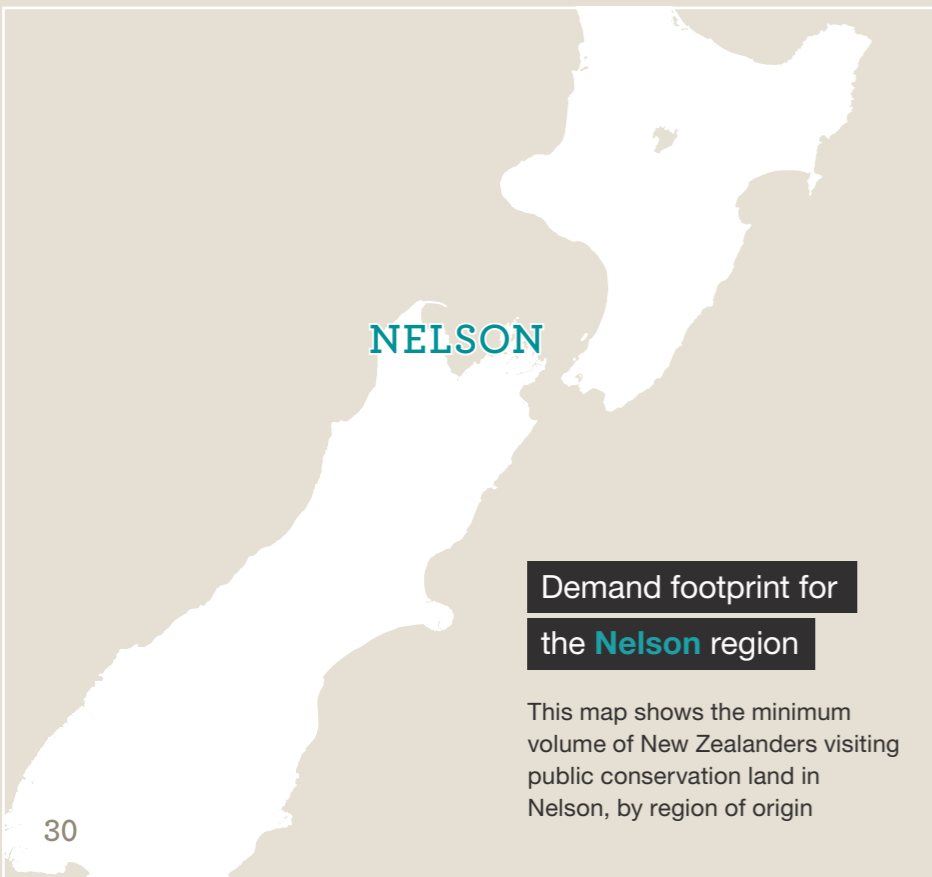 NELSON
Demand footprint for
the Nelson region
This map shows the minimum
volume of New Zealanders visiting
public conservation land in
Nelson, by region of origin
30